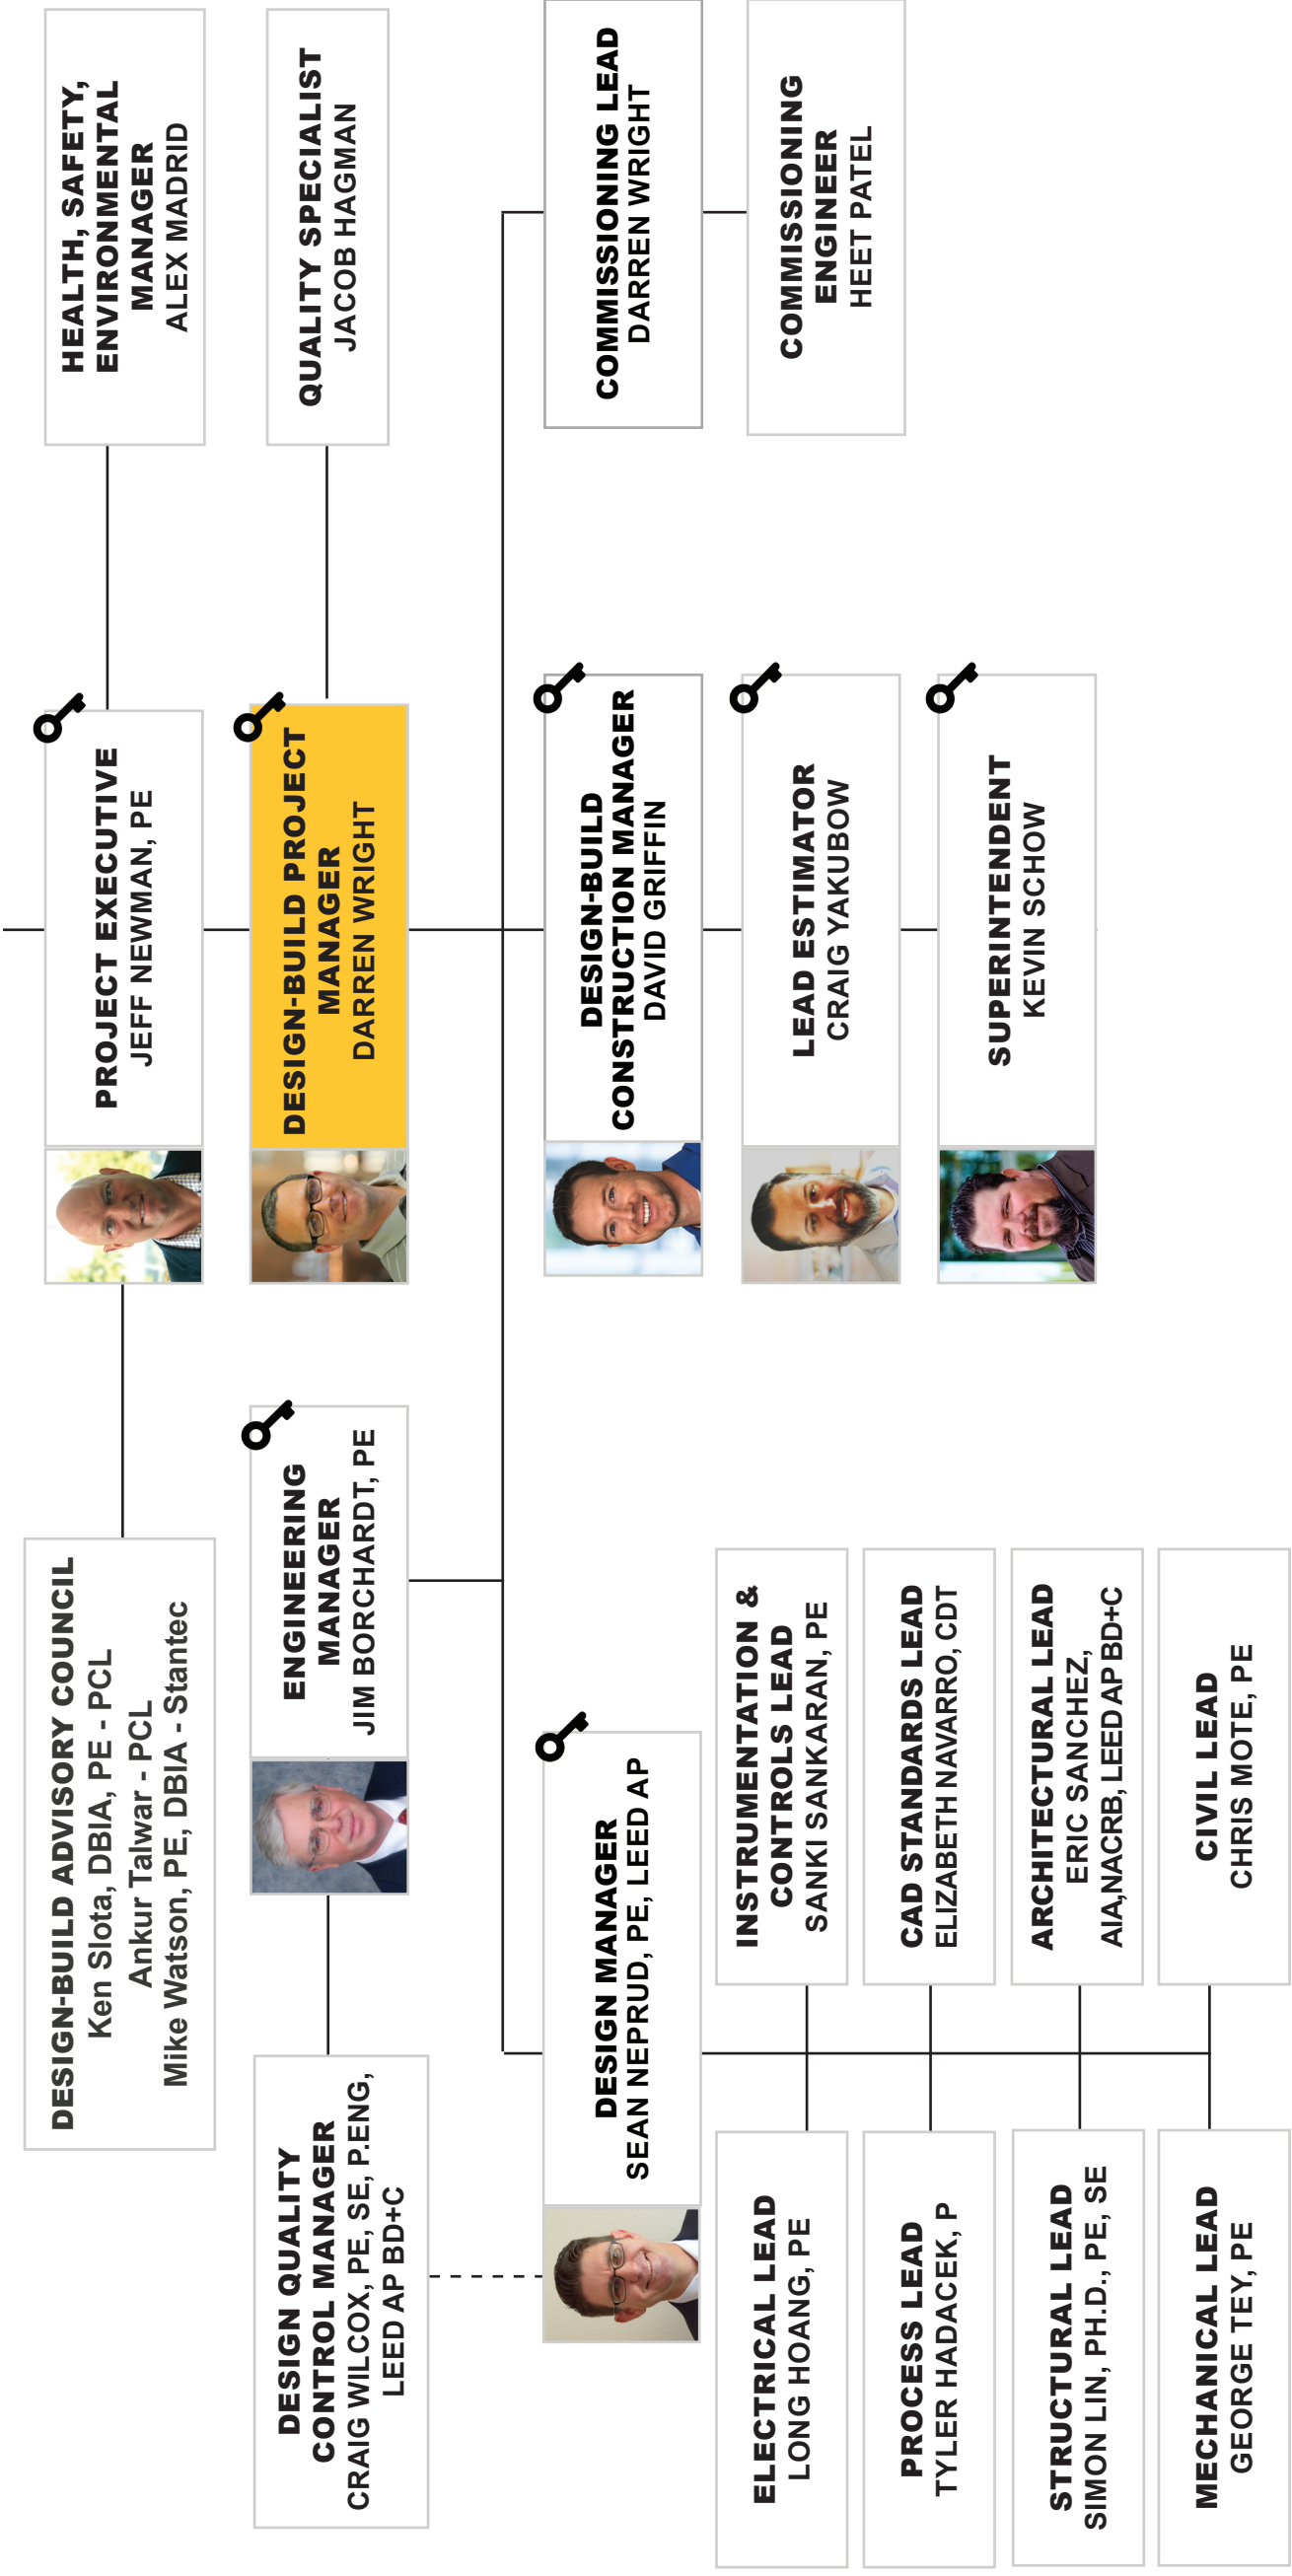 DESIGN-BUILD ADVISORY COUNCIL
Ken Slota, DBIA, PE - PCL
Ankur Talwar - PCL
Mike Watson, PE, DBIA - Stantec
PROJECT EXECUTIVE
JEFF NEWMAN, PE
HEALTH, SAFETY,
ENVIRONMENTAL
MANAGER
ALEX MADRID
DESIGN QUALITY
CONTROL MANAGER
CRAIG WILCOX, PE, SE, P.ENG,
LEED AP BD+C
ENGINEERING
MANAGER
JIM BORCHARDT, PE
DESIGN-BUILD PROJECT
MANAGER
DARREN WRIGHT
QUALITY SPECIALIST
JACOB HAGMAN
DESIGN MANAGER
SEAN NEPRUD, PE, LEED AP
DESIGN-BUILD
CONSTRUCTION MANAGER
DAVID GRIFFIN
COMMISSIONING LEAD
DARREN WRIGHT
ELECTRICAL LEAD
LONG HOANG, PE
INSTRUMENTATION &
CONTROLS LEAD
SANKI SANKARAN, PE
LEAD ESTIMATOR
CRAIG YAKUBOW
COMMISSIONING
ENGINEER
HEET PATEL
PROCESS LEAD
TYLER HADACEK, P
CAD STANDARDS LEAD
ELIZABETH NAVARRO, CDT
SUPERINTENDENT
KEVIN SCHOW
STRUCTURAL LEAD
SIMON LIN, PH.D., PE, SE
ARCHITECTURAL LEAD
ERIC SANCHEZ,
AIA,NACRB, LEED AP BD+C
MECHANICAL LEAD
GEORGE TEY, PE
CIVIL LEAD
CHRIS MOTE, PE